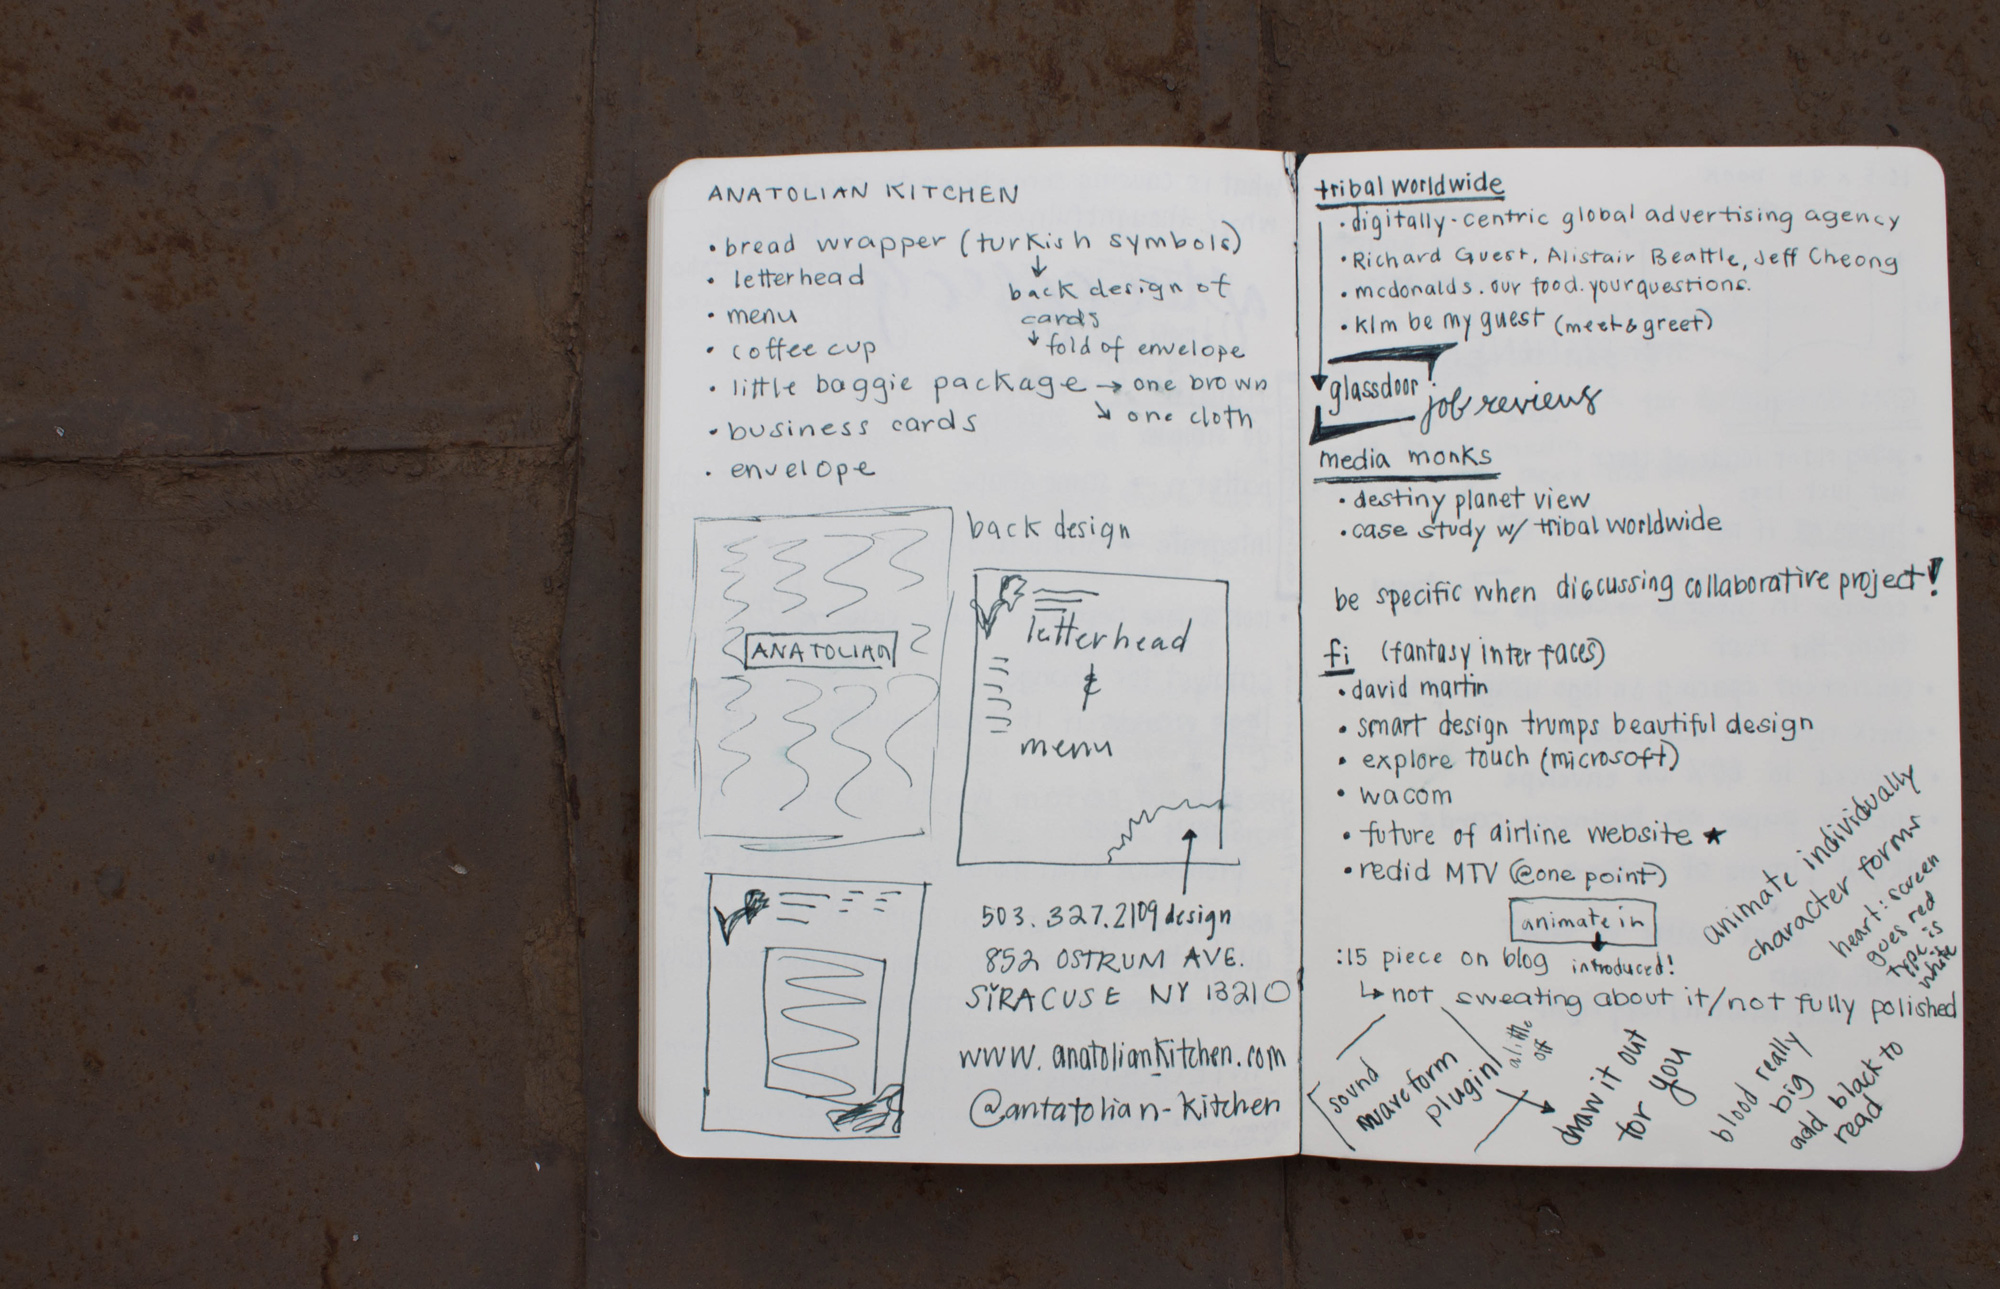 ANATOLIAN KITCHEN
• bread wrapper (turkish symbols)
↓
back design of
cards
↓ fold of envelope
• letterhead
• menu
• coffee cup
• little baggie package → one brown
↘ one cloth
• business cards
• envelope
back design
ANATOLIAN
letterhead
&
menu
503.327.2109 design
852 OSTRUM AVE.
SIRACUSE NY 13210
www.anatoliankitchen.com
@antatolian-kitchen
tribal worldwide
• digitally-centric global advertising agency
• Richard Guest, Alistair Beattle, Jeff Cheong
• mcdonalds. our food. your questions.
• klm be my guest (meet & greet)
glassdoor job reviews
media monks
• destiny planet view
• case study w/ tribal worldwide
be specific when discussing collaborative project!
fi (fantasy interfaces)
• david martin
• smart design trumps beautiful design
• explore touch (microsoft)
• wacom
• future of airline website ★
• redid MTV (@one point)
animate in
:15 piece on blog introduced!
↳ not sweating about it/not fully polished
animate individually
character forms
heart: screen
goes red
type is
white
sound
waveform
plugin
a little
off
draw it out
for you
blood really
big
add black to
read